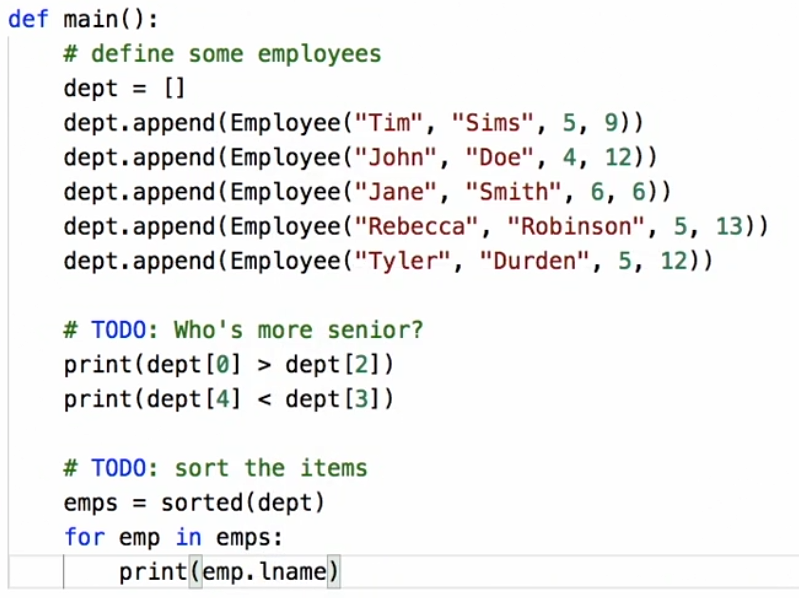 def main():
    # define some employees
    dept = []
    dept.append(Employee("Tim", "Sims", 5, 9))
    dept.append(Employee("John", "Doe", 4, 12))
    dept.append(Employee("Jane", "Smith", 6, 6))
    dept.append(Employee("Rebecca", "Robinson", 5, 13))
    dept.append(Employee("Tyler", "Durden", 5, 12))

    # TODO: Who's more senior?
    print(dept[0] > dept[2])
    print(dept[4] < dept[3])

    # TODO: sort the items
    emps = sorted(dept)
    for emp in emps:
        print(emp.lname)